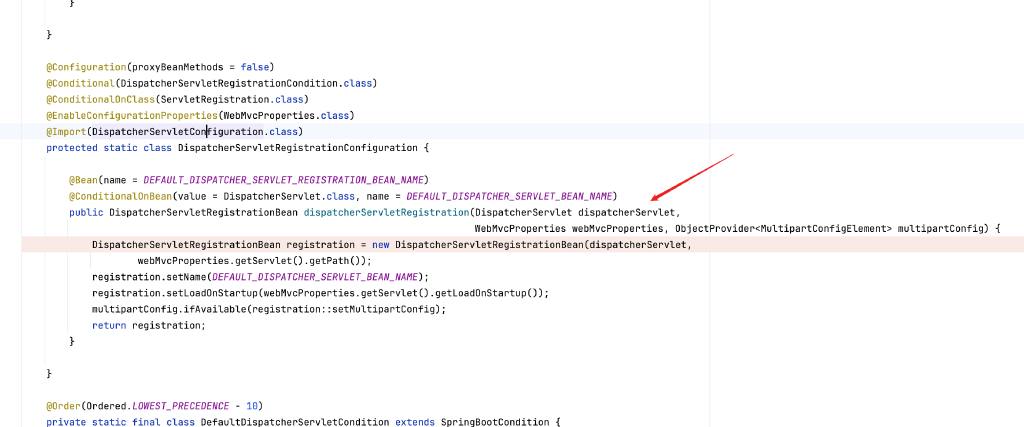 }
}
@Configuration(proxyBeanMethods = false)
@Conditional(DispatcherServletRegistrationCondition.class)
@ConditionalOnClass(ServletRegistration.class)
@EnableConfigurationProperties(WebMvcProperties.class)
@Import(DispatcherServletConfiguration.class)
protected static class DispatcherServletRegistrationConfiguration {
@Bean(name = DEFAULT_DISPATCHER_SERVLET_REGISTRATION_BEAN_NAME)
@ConditionalOnBean(value = DispatcherServlet.class, name = DEFAULT_DISPATCHER_SERVLET_BEAN_NAME)
public DispatcherServletRegistrationBean dispatcherServletRegistration(DispatcherServlet dispatcherServlet,
WebMvcProperties webMvcProperties, ObjectProvider<MultipartConfigElement> multipartConfig) {
DispatcherServletRegistrationBean registration = new DispatcherServletRegistrationBean(dispatcherServlet,
webMvcProperties.getServlet().getPath());
registration.setName(DEFAULT_DISPATCHER_SERVLET_BEAN_NAME);
registration.setLoadOnStartup(webMvcProperties.getServlet().getLoadOnStartup());
multipartConfig.ifAvailable(registration::setMultipartConfig);
return registration;
}
}
@Order(Ordered.LOWEST_PRECEDENCE - 10)
private static final class DefaultDispatcherServletCondition extends SpringBootCondition {